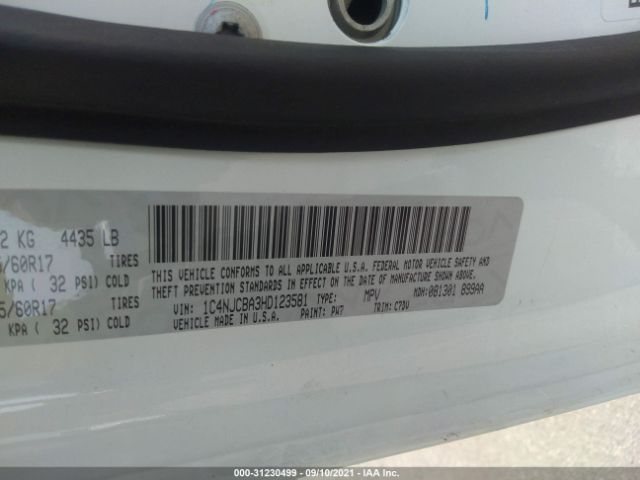 2 KG 4435 LB
/60R17 TIRES
KPA ( 32 PSI) COLD
5/60R17 TIRES
KPA ( 32 PSI) COLD
THIS VEHICLE CONFORMS TO ALL APPLICABLE U.S.A. FEDERAL MOTOR VEHICLE SAFETY AND
THEFT PREVENTION STANDARDS IN EFFECT ON THE DATE OF MANUFACTURE SHOWN ABOVE.
VIN: 1C4NJCBA3HD123581 TYPE: MPV MDH: 081301 BB9AA
VEHICLE MADE IN U.S.A. PAINT: PW7 TRIM: C7DV
000-31230499 — 09/10/2021 — IAA Inc.